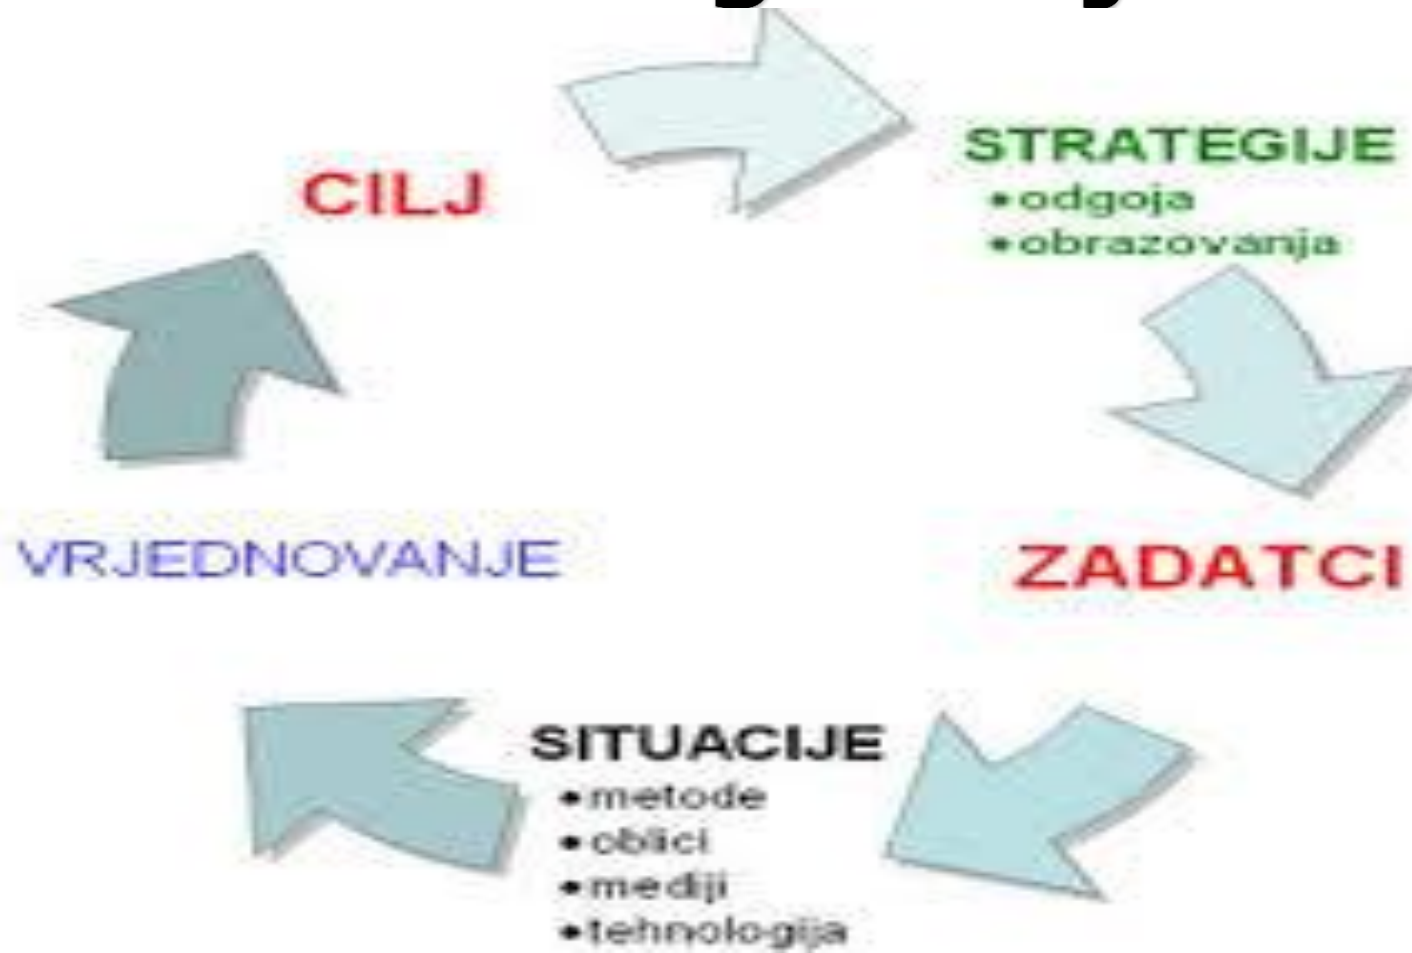 CILJ
STRATEGIJE
•odgoja
•obrazovanja
ZADATCI
SITUACIJE
•metode
•oblici
•mediji
•tehnologija
VRJEDNOVANJE